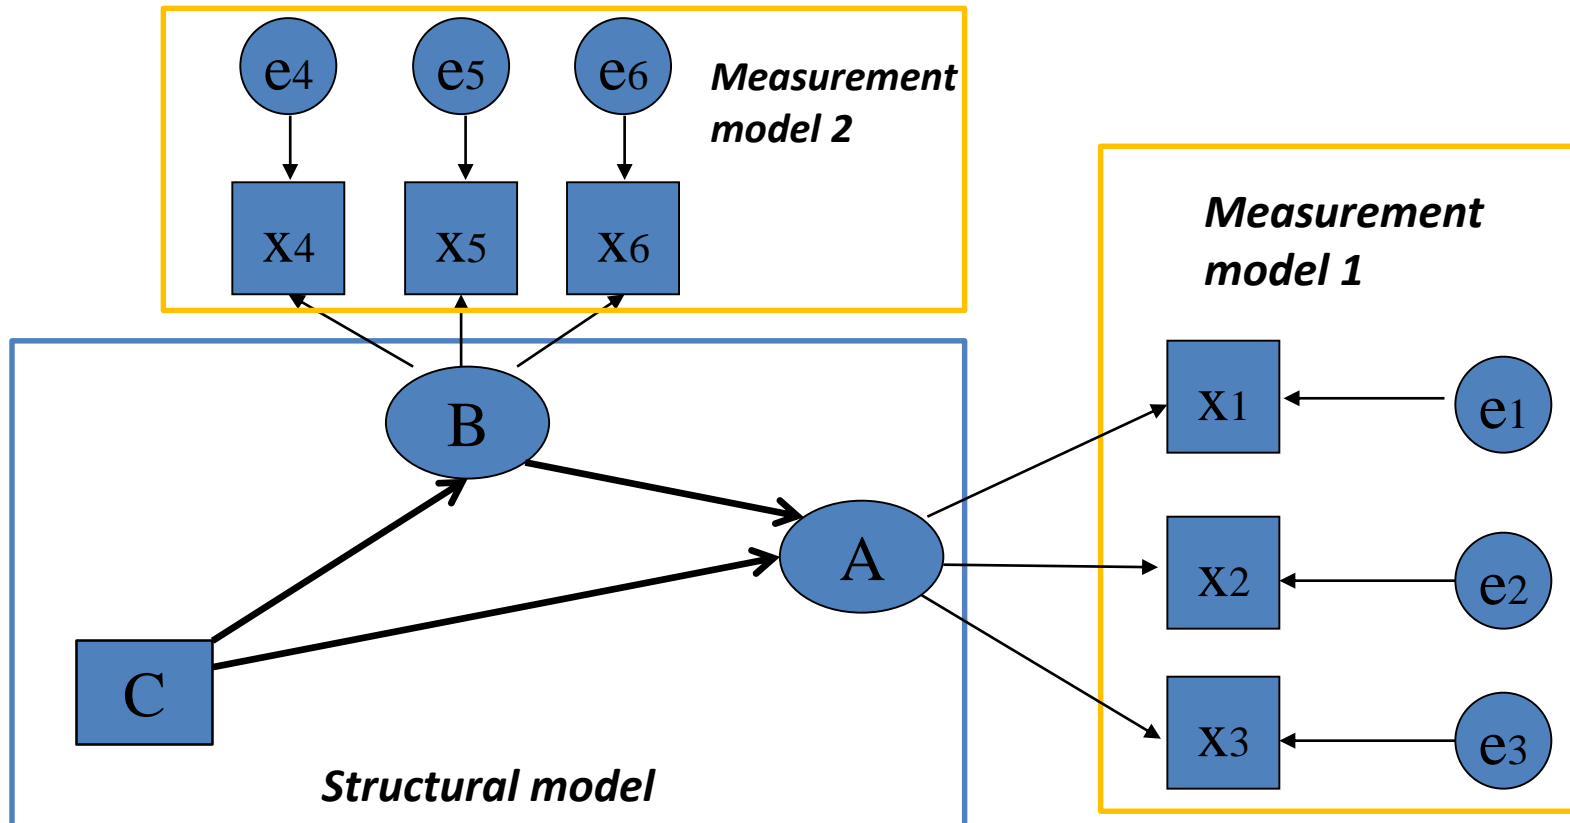 e4 e5 e6
Measurement
model 2
x4 x5 x6
Measurement
model 1
B
x1 e1
A
x2 e2
C
x3 e3
Structural model